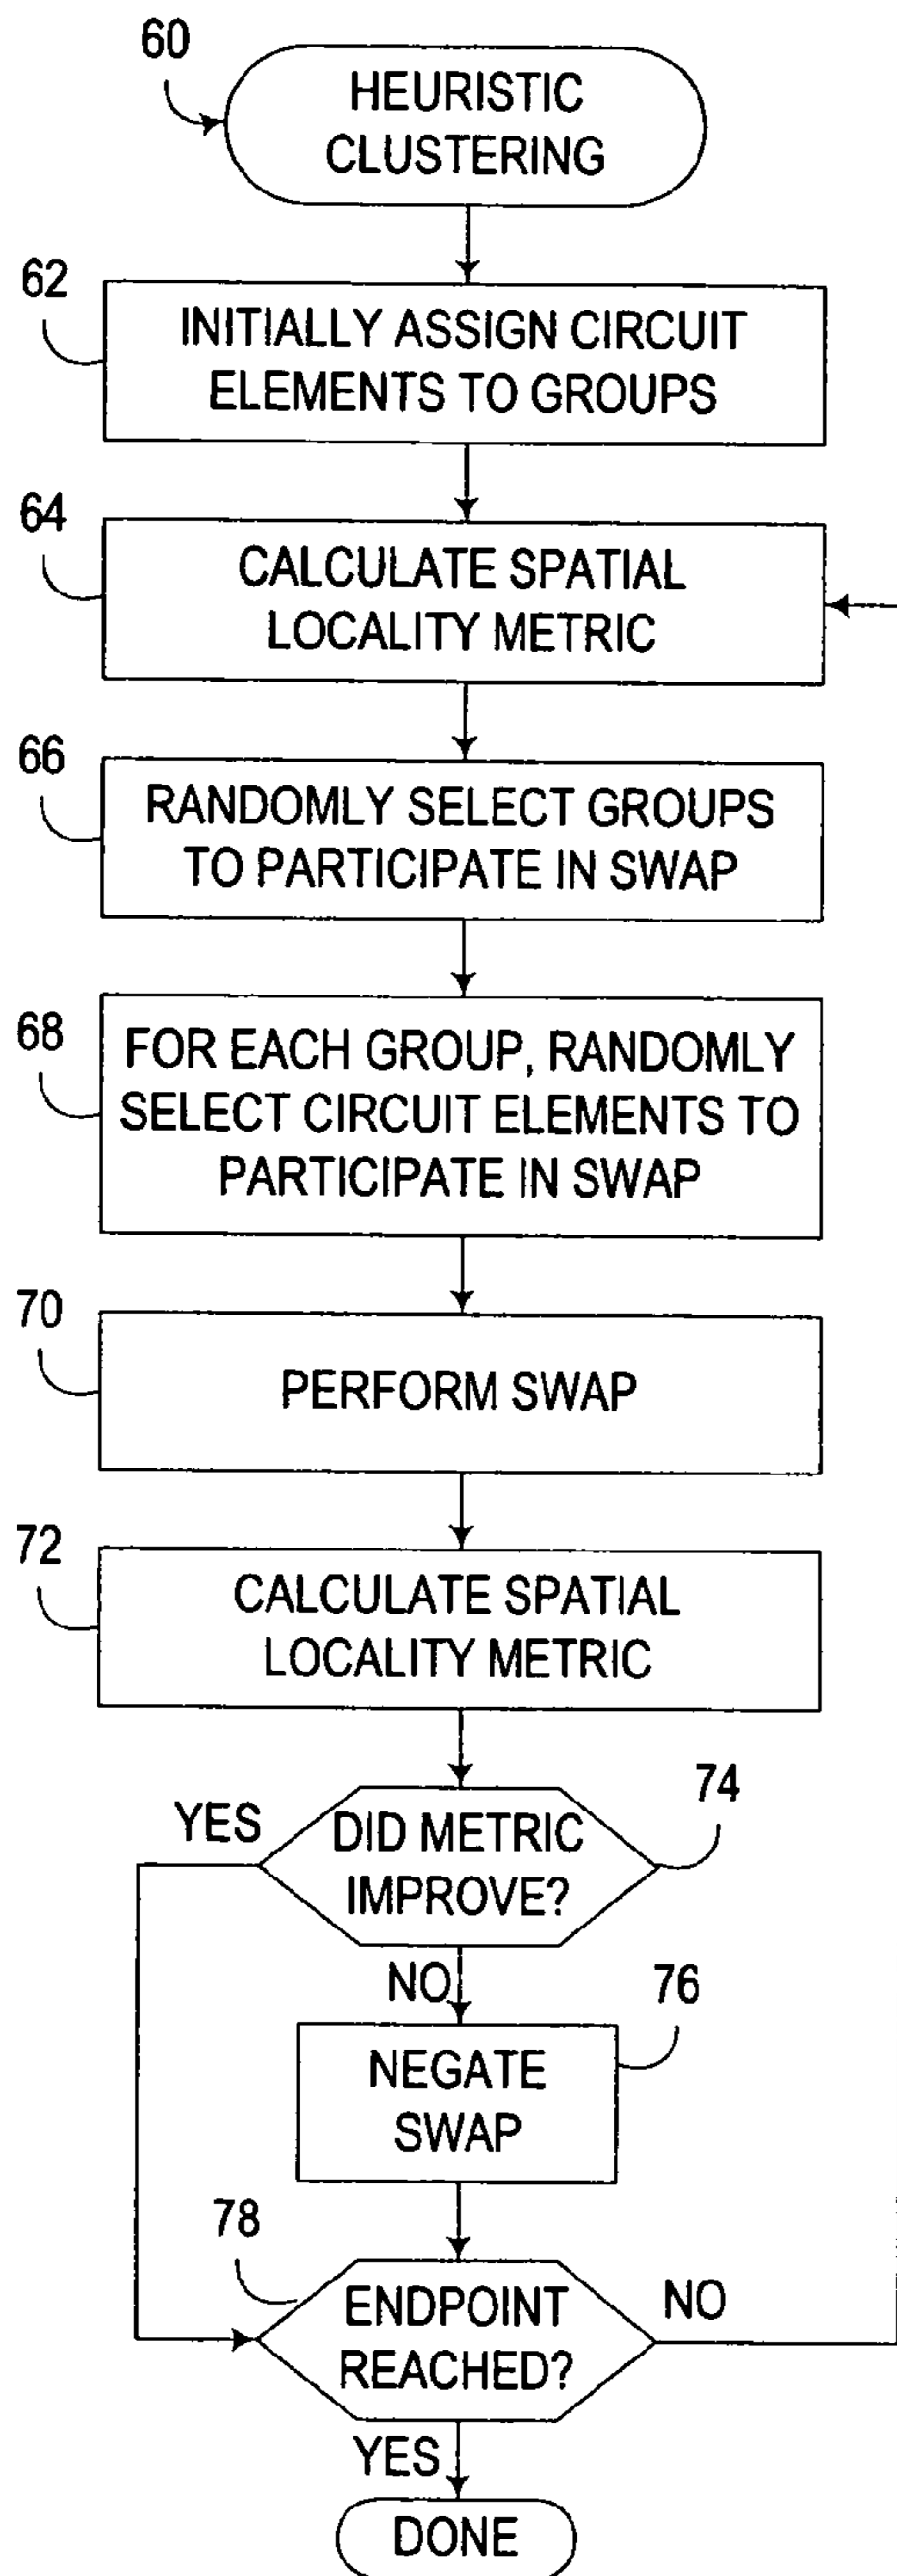 60
HEURISTIC
CLUSTERING
62
INITIALLY ASSIGN CIRCUIT
ELEMENTS TO GROUPS
64
CALCULATE SPATIAL
LOCALITY METRIC
66
RANDOMLY SELECT GROUPS
TO PARTICIPATE IN SWAP
68
FOR EACH GROUP, RANDOMLY
SELECT CIRCUIT ELEMENTS TO
PARTICIPATE IN SWAP
70
PERFORM SWAP
72
CALCULATE SPATIAL
LOCALITY METRIC
74
YES
DID METRIC
IMPROVE?
NO
76
NEGATE
SWAP
78
ENDPOINT
REACHED?
NO
YES
DONE